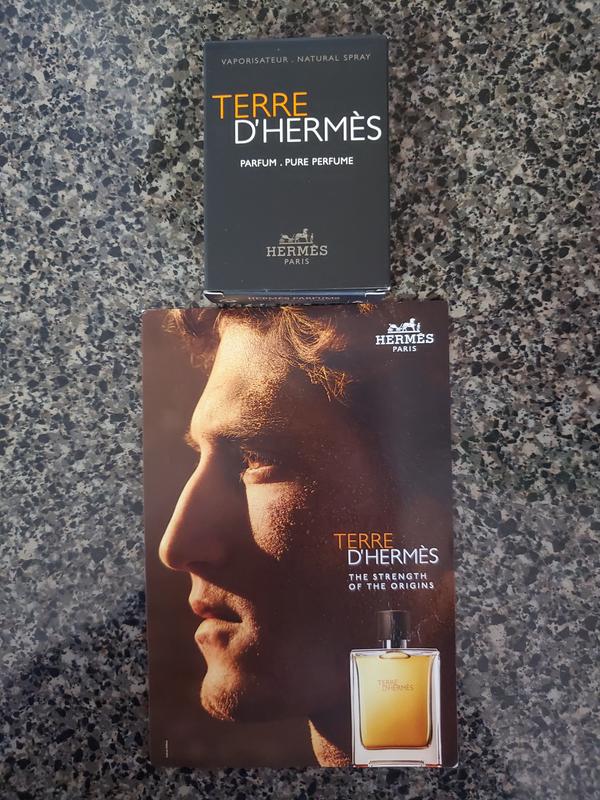 VAPORISATEUR . NATURAL SPRAY
TERRE
D'HERMÈS
PARFUM . PURE PERFUME
HERMÈS
PARIS
HERMÈS PARFUMS
HERMÈS
PARIS
TERRE
D'HERMÈS
THE STRENGTH
OF THE ORIGINS
TERRE
D'HERMÈS